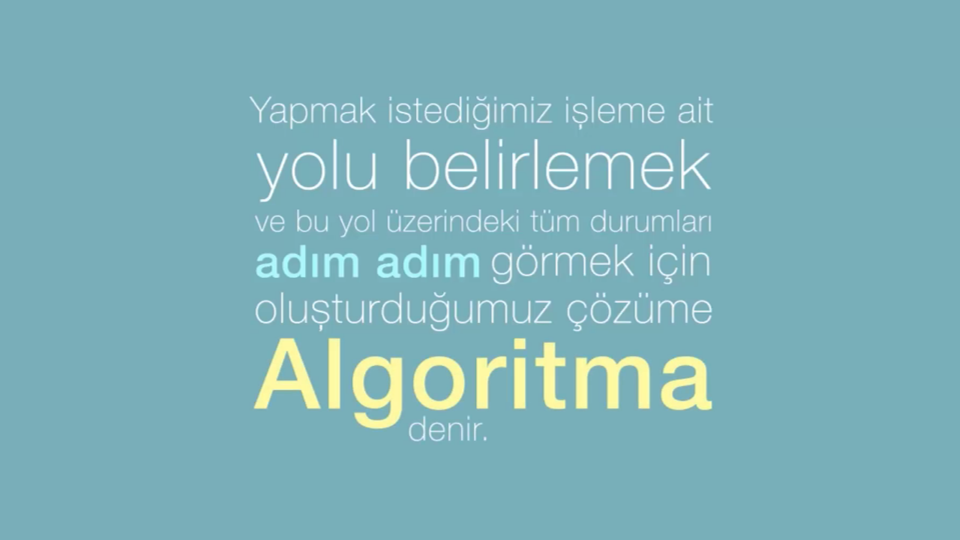 Yapmak istediğimiz işleme ait
yolu belirlemek
ve bu yol üzerindeki tüm durumları
adım adım görmek için
oluşturduğumuz çözüme
Algoritma
denir.